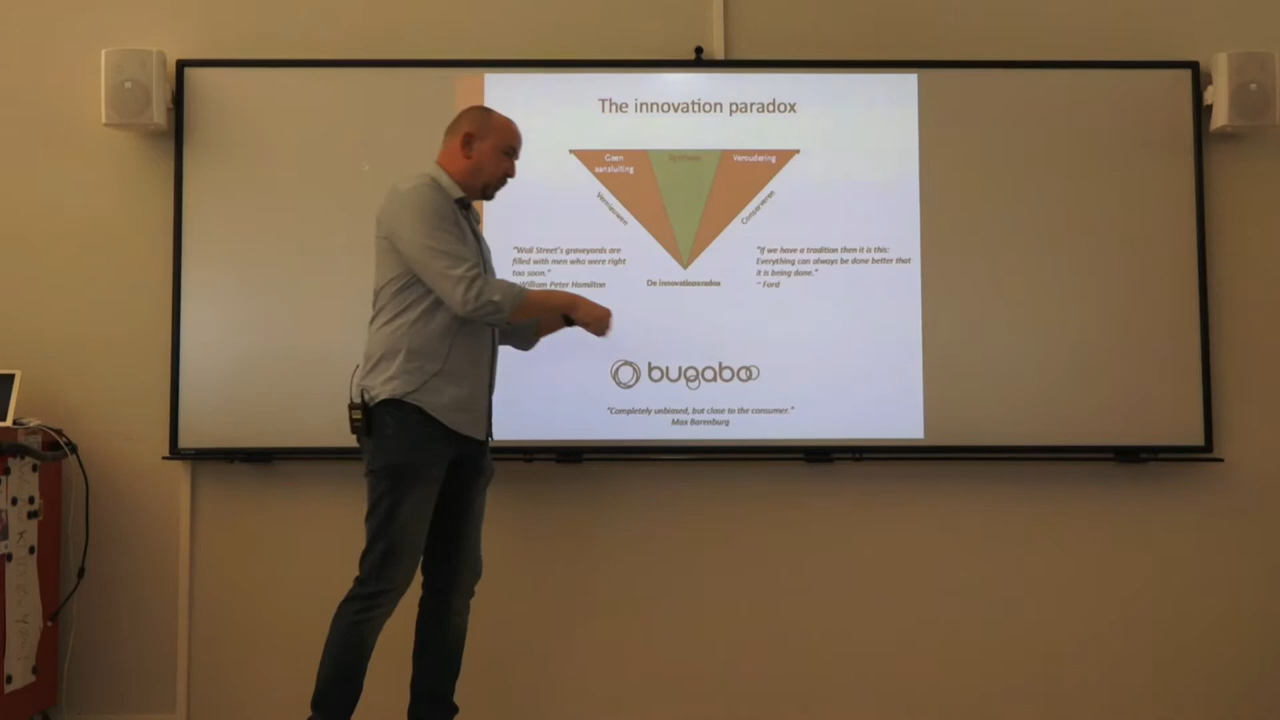 The innovation paradox
Geen
aansluiting
Synthese
Veroudering
Vernieuwen
Conserveren
"Wall Street's graveyards are
filled with men who were right
too soon."
William Peter Hamilton
De innovatieparadox
"If we have a tradition then it is this:
Everything can always be done better that
it is being done."
~ Ford
bugaboo
"Completely unbiased, but close to the consumer."
Max Barenburg